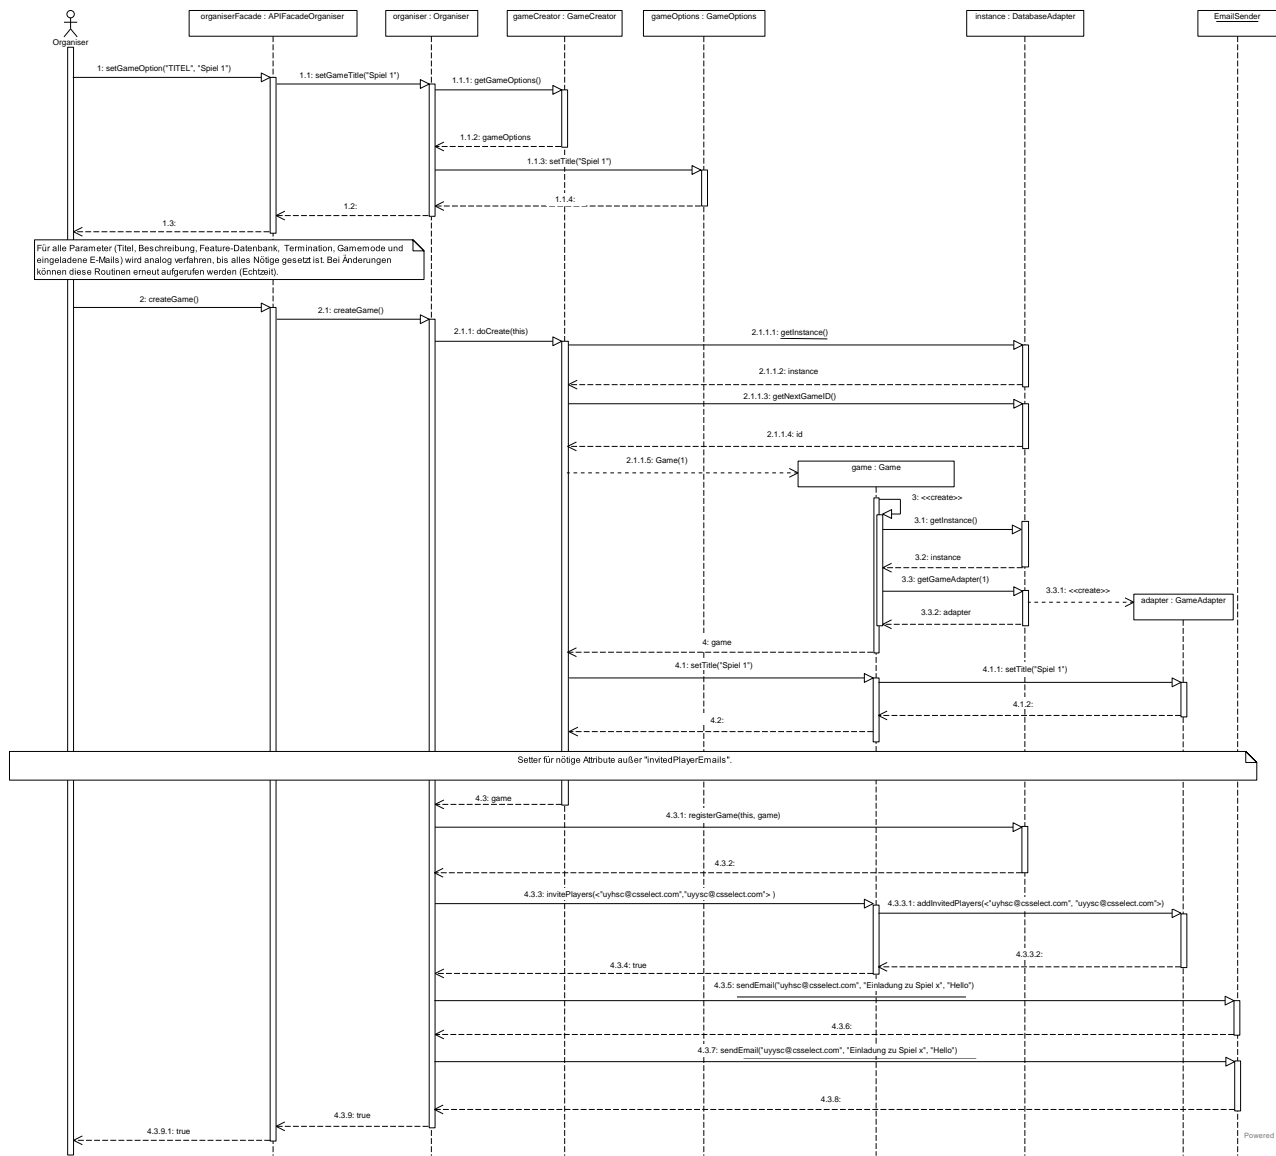 organiserFacade : APIFacadeOrganiser
organiser : Organiser
gameCreator : GameCreator
gameOptions : GameOptions
instance : DatabaseAdapter
EmailSender
Organiser
1: setGameOption("TITEL", "Spiel 1")
1.1: setGameTitle("Spiel 1")
1.1.1: getGameOptions()
1.1.2: gameOptions
1.1.3: setTitle("Spiel 1")
1.1.4:
1.2:
1.3:
Für alle Parameter (Titel, Beschreibung, Feature-Datenbank, Termination, Gamemode und
eingeladene E-Mails) wird analog verfahren, bis alles Nötige gesetzt ist. Bei Änderungen
können diese Routinen erneut aufgerufen werden (Echtzeit).
2: createGame()
2.1: createGame()
2.1.1: doCreate(this)
2.1.1.1: getInstance()
2.1.1.2: instance
2.1.1.3: getNextGameID()
2.1.1.4: id
2.1.1.5: Game(1)
game : Game
3: <<create>>
3.1: getInstance()
3.2: instance
3.3: getGameAdapter(1)
3.3.1: <<create>>
adapter : GameAdapter
3.3.2: adapter
4: game
4.1: setTitle("Spiel 1")
4.1.1: setTitle("Spiel 1")
4.1.2:
4.2:
Setter für nötige Attribute außer "invitedPlayerEmails".
4.3: game
4.3.1: registerGame(this, game)
4.3.2:
4.3.3: invitePlayers(<"uyhsc@csselect.com","uyysc@csselect.com"> )
4.3.3.1: addInvitedPlayers(<"uyhsc@csselect.com", "uyysc@csselect.com">)
4.3.3.2:
4.3.4: true
4.3.5: sendEmail("uyhsc@csselect.com", "Einladung zu Spiel x", "Hello")
4.3.6:
4.3.7: sendEmail("uyysc@csselect.com", "Einladung zu Spiel x", "Hello")
4.3.8:
4.3.9: true
4.3.9.1: true
Powered